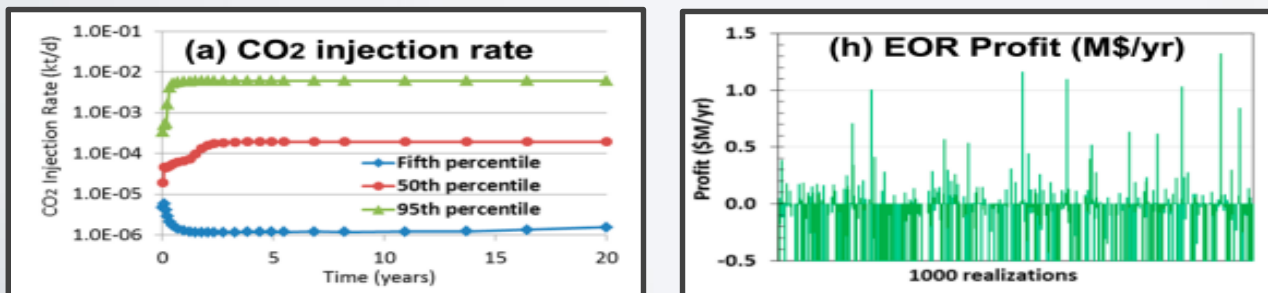 (a) CO2 injection rate
CO2 Injection Rate (kt/d)
1.0E-01
1.0E-02
1.0E-03
1.0E-04
1.0E-05
1.0E-06
Fifth percentile
50th percentile
95th percentile
0 5 10 15 20
Time (years)
(h) EOR Profit (M$/yr)
Profit ($M/yr)
1.5
1.0
0.5
0.0
-0.5
1000 realizations